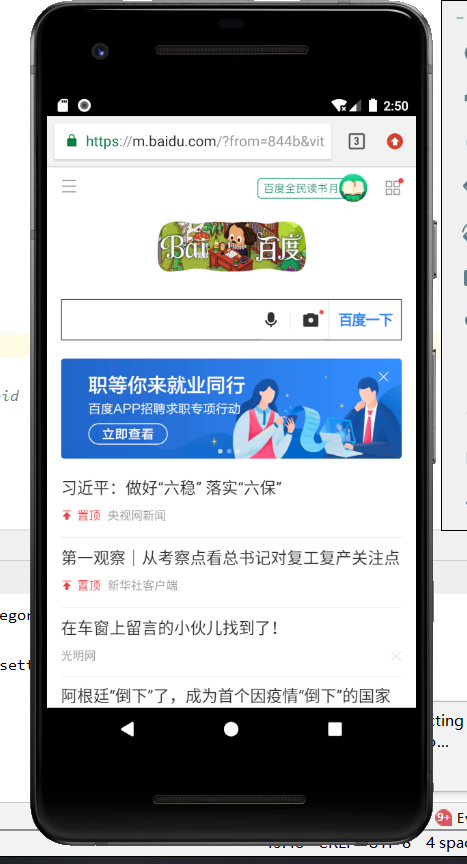 2:50
https://m.baidu.com/?from=844b&vit
3
百度全民读书月
Bai 百度
百度一下
职等你来就业同行
百度APP招聘求职专项行动
立即查看
习近平：做好“六稳” 落实“六保”
置顶 央视网新闻
第一观察｜从考察点看总书记对复工复产关注点
置顶 新华社客户端
在车窗上留言的小伙儿找到了！
光明网
阿根廷“倒下”了，成为首个因疫情“倒下”的国家
egor
sett
cting
9+
4 spac